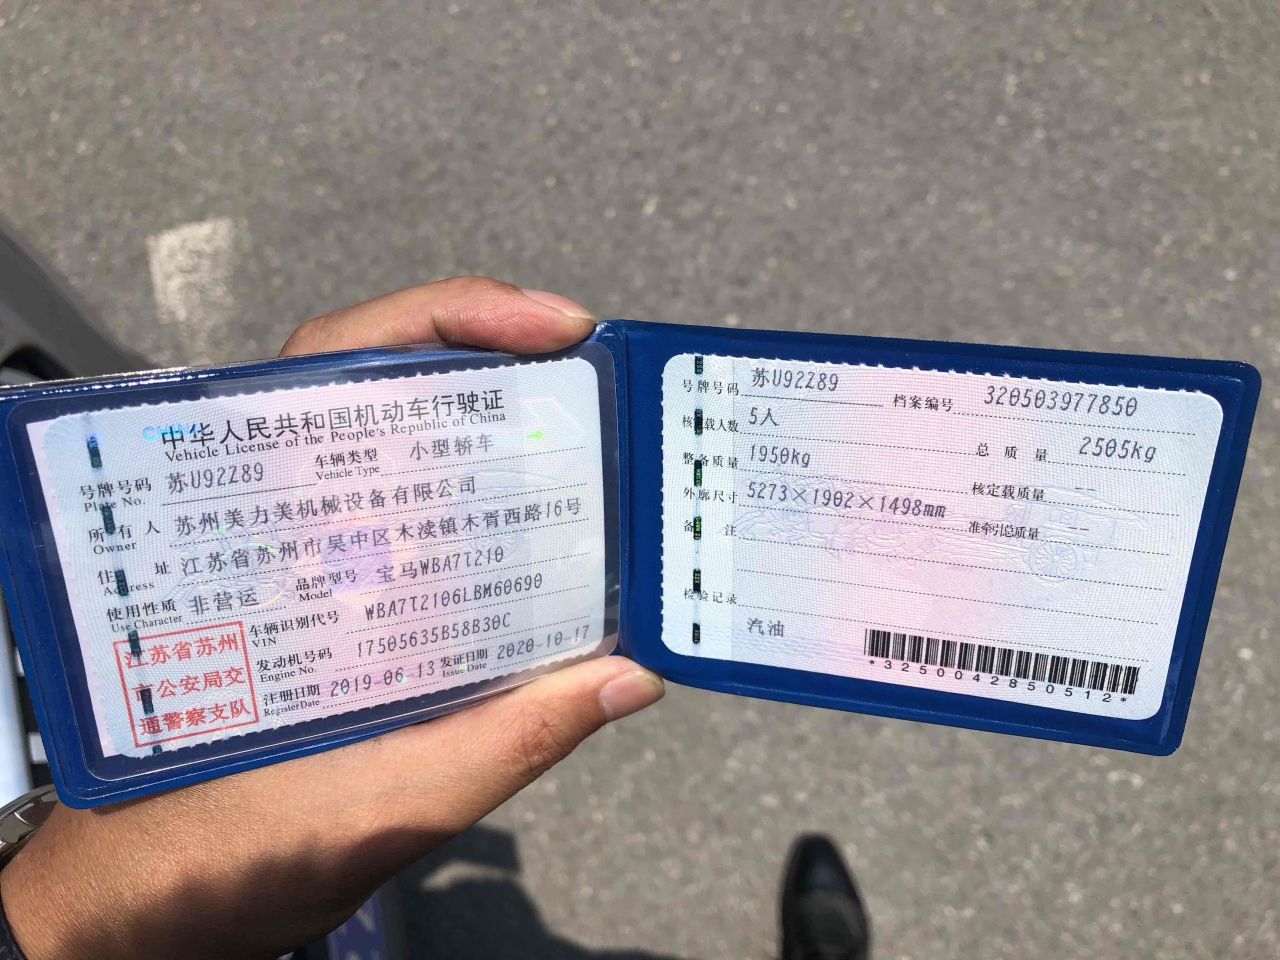 中华人民共和国机动车行驶证
Vehicle License of the People's Republic of China
号牌号码 苏U92Z89 车辆类型 小型轿车
Plate No. Vehicle Type
所有人 苏州美力美机械设备有限公司
Owner
住址 江苏省苏州市吴中区木渎镇木胥西路16号
Address
使用性质 非营运 品牌型号 宝马WBA7T210
Use Character Model
江苏省苏州
市公安局交
通警察支队
车辆识别代号 WBA7T2106LBM60690
VIN
发动机号码 17505635B58B30C
Engine No.
注册日期 2019-06-13 发证日期 2020-10-17
Register Date Issue Date
号牌号码 苏U92Z89 档案编号 320503977850
核定载人数 5人 总质量 2505kg
整备质量 1950kg 核定载质量 --
外廓尺寸 5273×1902×1498mm 准牵引总质量 --
备注
检验记录
汽油
*3250042850512*